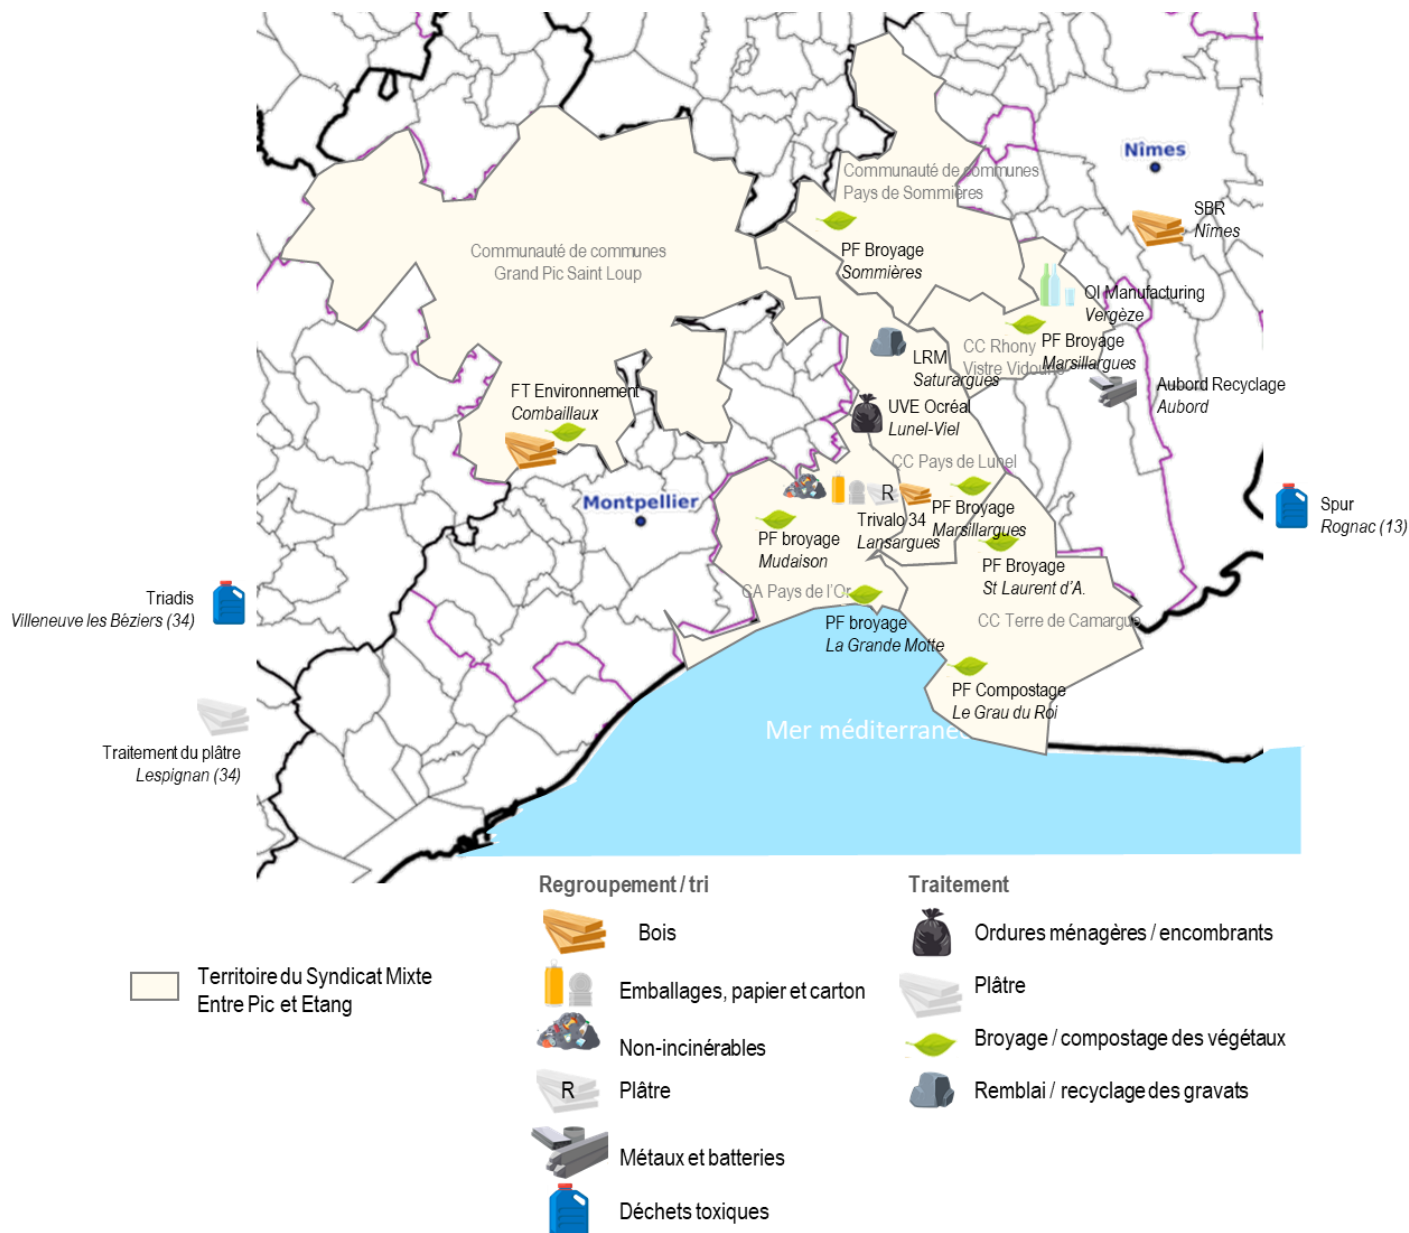 Nîmes
Communauté de communes
Pays de Sommières
SBR
Nîmes
Communauté de communes
Grand Pic Saint Loup
PF Broyage
Sommières
OI Manufacturing
Vergèze
CC Rhony
Vistre Vidourle
PF Broyage
Marsillargues
LRM
Saturargues
Aubord Recyclage
Aubord
FT Environnement
Combaillaux
UVE Ocréal
Lunel-Viel
CC Pays de Lunel
Montpellier
R
Trivalo 34
Lansargues
PF Broyage
Marsillargues
Spur
Rognac (13)
PF broyage
Mudaison
PF Broyage
St Laurent d'A.
CA Pays de l'Or
Triadis
Villeneuve les Béziers (34)
PF broyage
La Grande Motte
CC Terre de Camargue
PF Compostage
Le Grau du Roi
Mer méditerranée
Traitement du plâtre
Lespignan (34)
Regroupement / tri
Traitement
Bois
Ordures ménagères / encombrants
Territoire du Syndicat Mixte
Entre Pic et Etang
Emballages, papier et carton
Plâtre
Non-incinérables
Broyage / compostage des végétaux
R
Plâtre
Remblai / recyclage des gravats
Métaux et batteries
Déchets toxiques